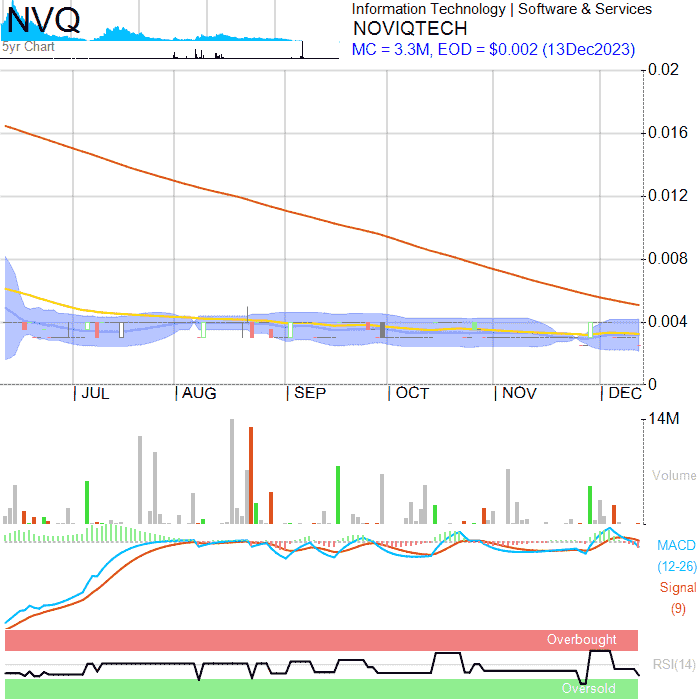 NVQ
5yr Chart
Information Technology | Software & Services
NOVIQTECH
MC = 3.3M, EOD = $0.002 (13Dec2023)
0.02
0.016
0.012
0.008
0.004
0
| JUL | AUG | SEP | OCT | NOV | DEC
14M
Volume
MACD
(12-26)
Signal
(9)
Overbought
RSI(14)
Oversold